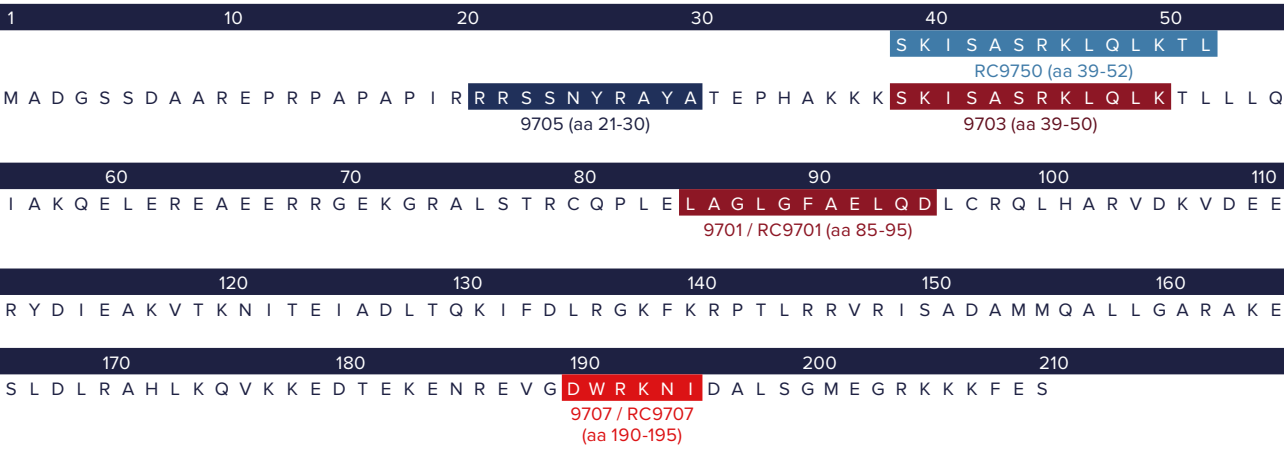 1 10 20 30 40 50
S K I S A S R K L Q L K T L
RC9750 (aa 39-52)
M A D G S S D A A R E P R P A P A P I R R R S S N Y R A Y A T E P H A K K K S K I S A S R K L Q L K T L L L Q
9705 (aa 21-30) 9703 (aa 39-50)
60 70 80 90 100 110
I A K Q E L E R E A E E R R G E K G R A L S T R C Q P L E L A G L G F A E L Q D L C R Q L H A R V D K V D E E
9701 / RC9701 (aa 85-95)
120 130 140 150 160
R Y D I E A K V T K N I T E I A D L T Q K I F D L R G K F K R P T L R R V R I S A D A M M Q A L L G A R A K E
170 180 190 200 210
S L D L R A H L K Q V K K E D T E K E N R E V G D W R K N I D A L S G M E G R K K K F E S
9707 / RC9707
(aa 190-195)